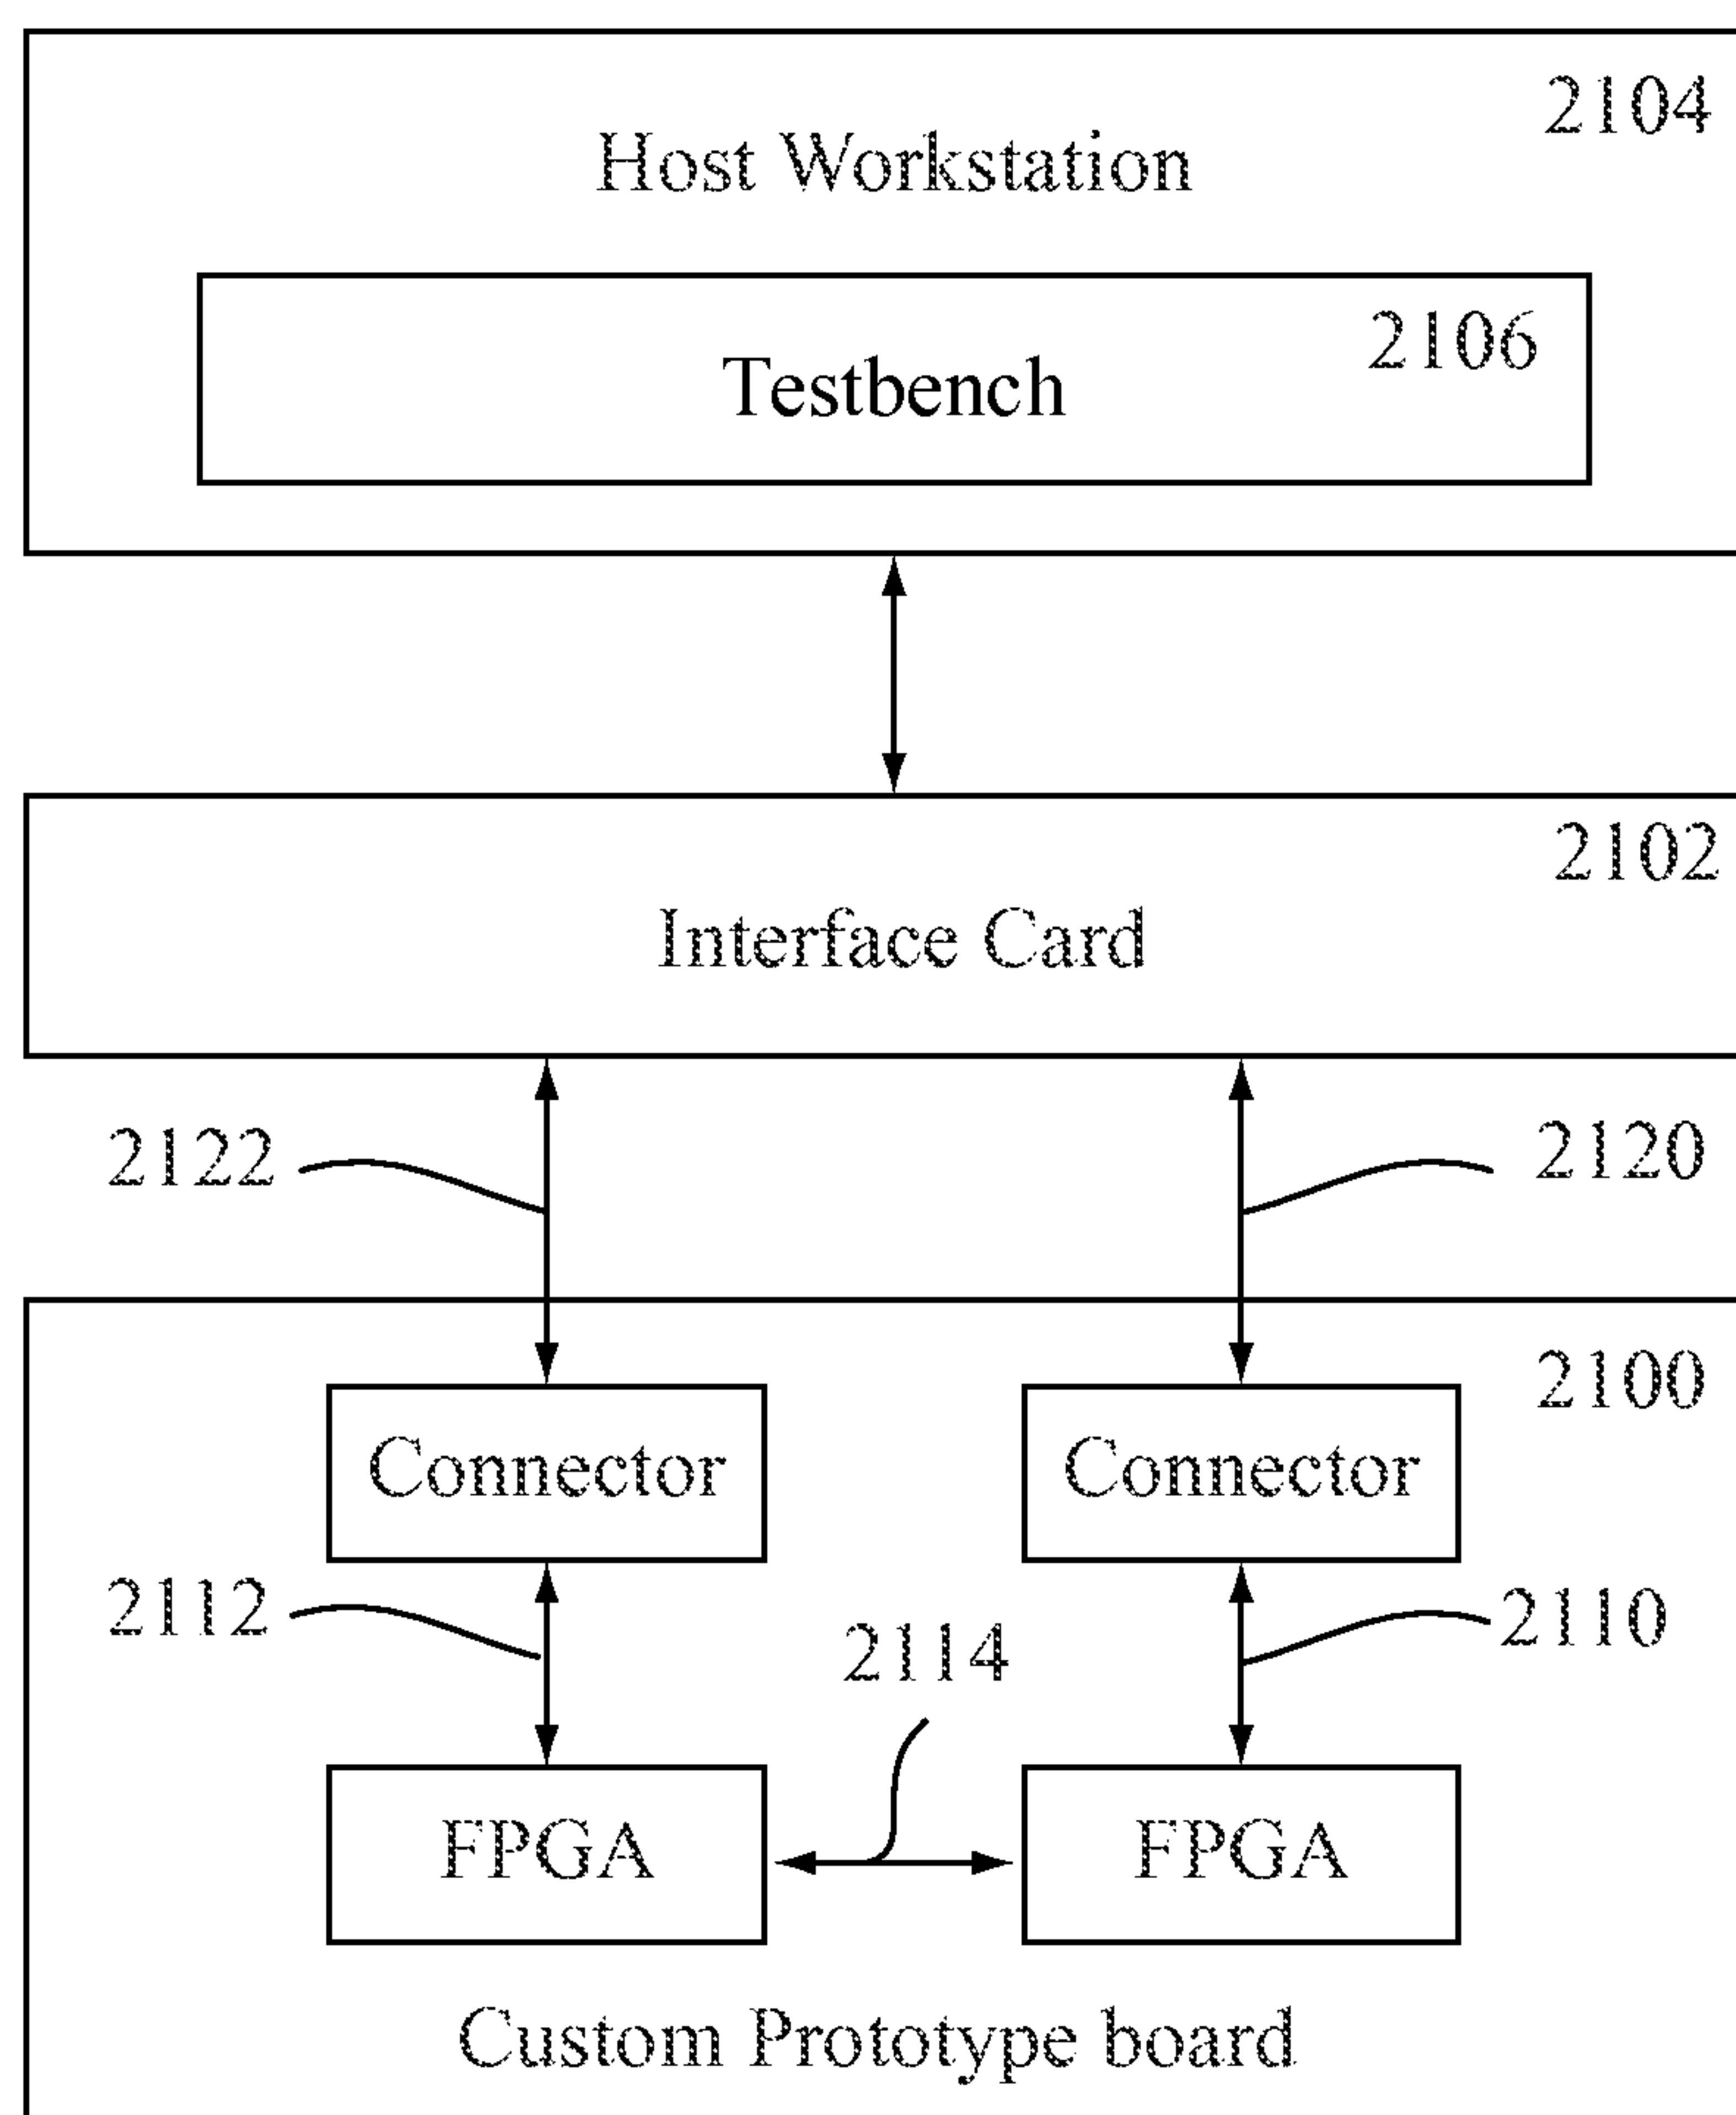 2104
Host Workstation
2106
Testbench
2102
Interface Card
2122
2120
2100
Connector
Connector
2112
2114
2110
FPGA
FPGA
Custom Prototype board